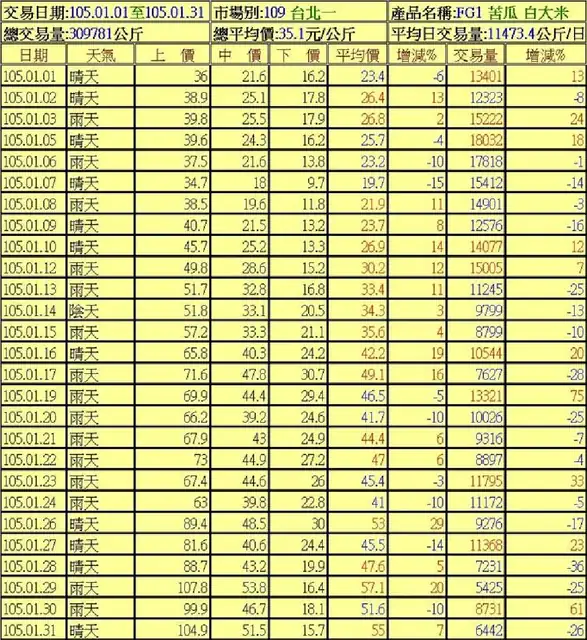 交易日期:105.01.01至105.01.31 市場別:109 台北一 產品名稱:FG1 苦瓜 白大米
總交易量:309781公斤 總平均價:35.1元/公斤 平均日交易量:11473.4公斤/日
日期 天氣 上 價 中 價 下 價 平均價 增減% 交易量 增減%
105.01.01 晴天 36 21.6 16.2 23.4 -6 13401 13
105.01.02 晴天 38.9 25.1 17.8 26.4 13 12323 -8
105.01.03 雨天 39.8 25.5 17.9 26.8 2 15222 24
105.01.05 晴天 39.6 24.3 16.2 25.7 -4 18032 18
105.01.06 雨天 37.5 21.6 13.8 23.2 -10 17818 -1
105.01.07 晴天 34.7 18 9.7 19.7 -15 15412 -14
105.01.08 雨天 38.5 19.6 11.8 21.9 11 14901 -3
105.01.09 晴天 40.7 21.5 13.2 23.7 8 12576 -16
105.01.10 晴天 45.7 25.2 13.3 26.9 14 14077 12
105.01.12 雨天 49.8 28.6 15.2 30.2 12 15005 7
105.01.13 雨天 51.7 32.8 16.8 33.4 11 11245 -25
105.01.14 陰天 51.8 33.1 20.5 34.3 3 9799 -13
105.01.15 雨天 57.2 33.3 21.1 35.6 4 8799 -10
105.01.16 晴天 65.8 40.3 24.2 42.2 19 10544 20
105.01.17 雨天 71.6 47.8 30.7 49.1 16 7627 -28
105.01.19 雨天 69.9 44.4 29.4 46.5 -5 13321 75
105.01.20 雨天 66.2 39.2 24.6 41.7 -10 10026 -25
105.01.21 雨天 67.9 43 24.9 44.4 6 9316 -7
105.01.22 雨天 73 44.9 27.2 47 6 8897 -4
105.01.23 雨天 67.4 44.6 26 45.4 -3 11795 33
105.01.24 雨天 63 39.8 22.8 41 -10 11172 -5
105.01.26 晴天 89.4 48.5 30 53 29 9276 -17
105.01.27 晴天 81.6 40.6 24.4 45.5 -14 11368 23
105.01.28 晴天 88.7 43.2 19.9 47.6 5 7231 -36
105.01.29 雨天 107.8 53.8 16.4 57.1 20 5425 -25
105.01.30 雨天 99.9 46.7 18.1 51.6 -10 8731 61
105.01.31 晴天 104.9 51.5 15.7 55 7 6442 -26